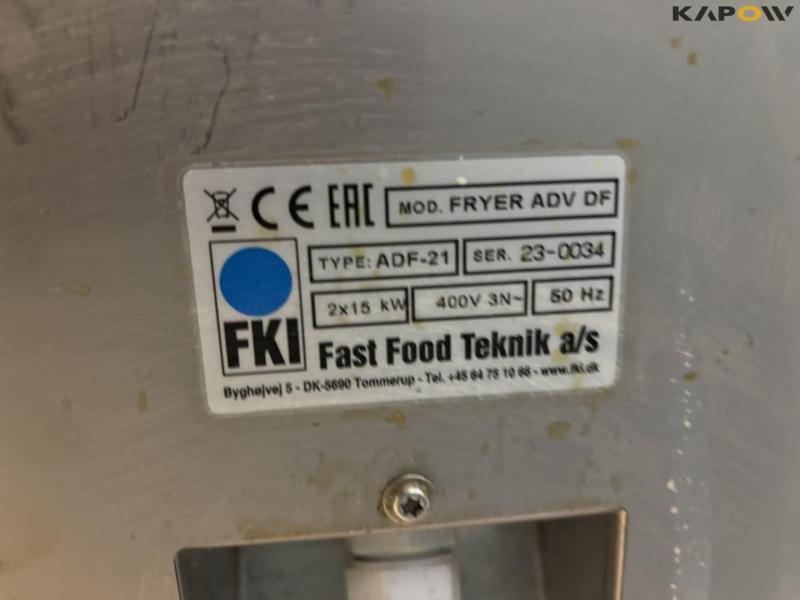 KAPOW
CE EAC MOD. FRYER ADV DF
TYPE: ADF-21 SER. 23-0034
2x15 kW 400V 3N~ 50 Hz
FKI Fast Food Teknik a/s
Byghøjvej 5 - DK-5690 Tommerup - Tel. +45 64 75 10 66 - www.fki.dk